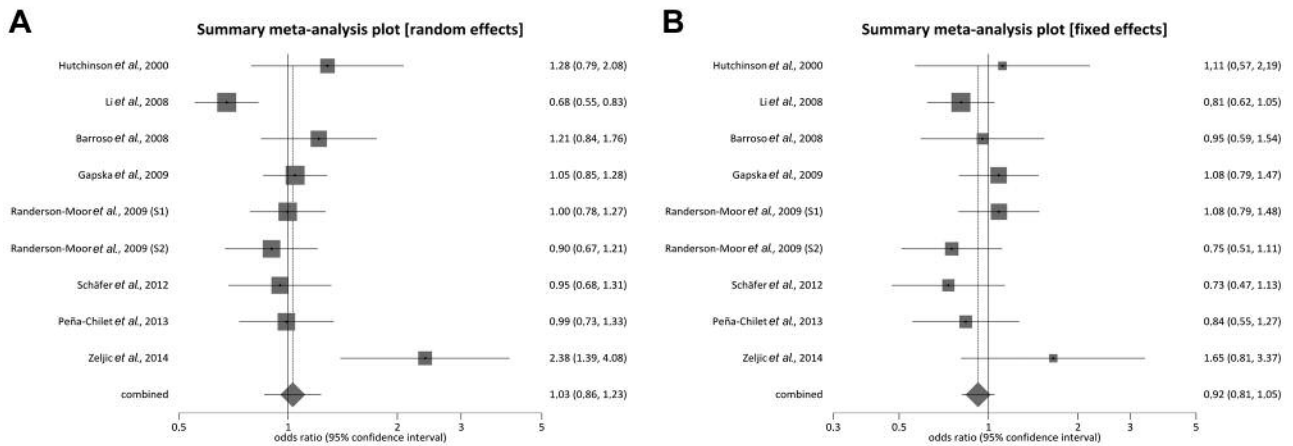 A
Summary meta-analysis plot [random effects]
Hutchinson et al., 2000 1.28 (0.79, 2.08)
Li et al., 2008 0.68 (0.55, 0.83)
Barroso et al., 2008 1.21 (0.84, 1.76)
Gapska et al., 2009 1.05 (0.85, 1.28)
Randerson-Moor et al., 2009 (S1) 1.00 (0.78, 1.27)
Randerson-Moor et al., 2009 (S2) 0.90 (0.67, 1.21)
Schäfer et al., 2012 0.95 (0.68, 1.31)
Peña-Chilet et al., 2013 0.99 (0.73, 1.33)
Zeljic et al., 2014 2.38 (1.39, 4.08)
combined 1.03 (0.86, 1.23)
0.5 1 2 3 5
odds ratio (95% confidence interval)
B
Summary meta-analysis plot [fixed effects]
Hutchinson et al., 2000 1,11 (0,57, 2,19)
Li et al., 2008 0.81 (0.62, 1.05)
Barroso et al., 2008 0.95 (0.59, 1.54)
Gapska et al., 2009 1.08 (0.79, 1.47)
Randerson-Moor et al., 2009 (S1) 1.08 (0.79, 1.48)
Randerson-Moor et al., 2009 (S2) 0.75 (0.51, 1.11)
Schäfer et al., 2012 0.73 (0.47, 1.13)
Peña-Chilet et al., 2013 0.84 (0.55, 1.27)
Zeljic et al., 2014 1.65 (0.81, 3.37)
combined 0.92 (0.81, 1.05)
0.3 0.5 1 2 3 5
odds ratio (95% confidence interval)